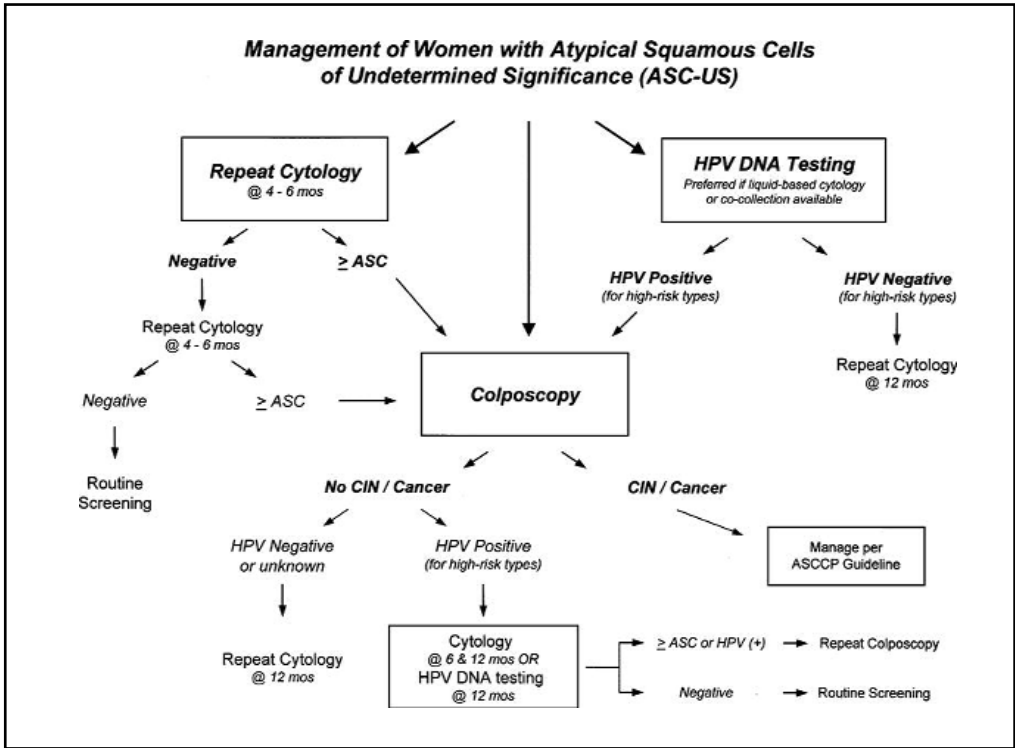 Management of Women with Atypical Squamous Cells
of Undetermined Significance (ASC-US)
Repeat Cytology
@ 4 - 6 mos
HPV DNA Testing
Preferred if liquid-based cytology
or co-collection available
Negative
≥ ASC
HPV Positive
(for high-risk types)
HPV Negative
(for high-risk types)
Repeat Cytology
@ 4 - 6 mos
Repeat Cytology
@ 12 mos
Negative
≥ ASC
Colposcopy
Routine
Screening
No CIN / Cancer
CIN / Cancer
HPV Negative
or unknown
HPV Positive
(for high-risk types)
Manage per
ASCCP Guideline
Repeat Cytology
@ 12 mos
Cytology
@ 6 & 12 mos OR
HPV DNA testing
@ 12 mos
≥ ASC or HPV (+)
Repeat Colposcopy
Negative
Routine Screening